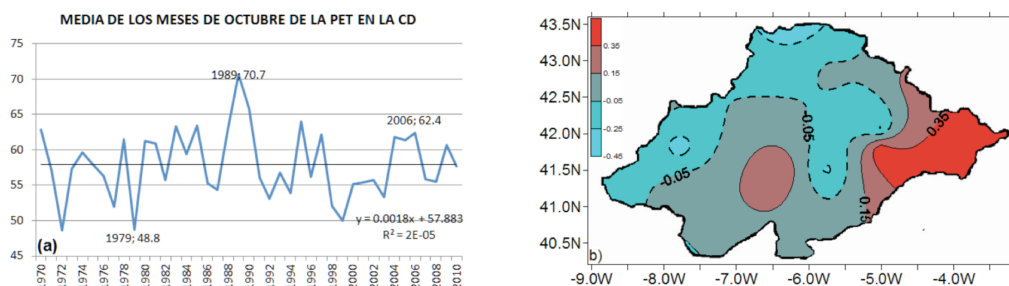 MEDIA DE LOS MESES DE OCTUBRE DE LA PET EN LA CD
75
70
65
60
55
50
45
1989; 70.7
2006; 62.4
1979; 48.8
y = 0.0018x + 57.883
R² = 2E-05
(a)
1970
1972
1974
1976
1978
1980
1982
1984
1986
1988
1990
1992
1994
1996
1998
2000
2002
2004
2006
2008
2010
43.5N
43.0N
42.5N
42.0N
41.5N
41.0N
40.5N
0.35
0.15
-0.05
-0.25
-0.45
-0.05
0.35
-0.05
0.15
b)
-9.0W
-8.0W
-7.0W
-6.0W
-5.0W
-4.0W